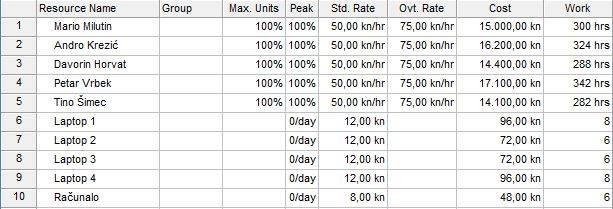 Resource Name Group Max. Units Peak Std. Rate Ovt. Rate Cost Work
1 Mario Milutin 100% 100% 50,00 kn/hr 75,00 kn/hr 15.000,00 kn 300 hrs
2 Andro Krezić 100% 100% 50,00 kn/hr 75,00 kn/hr 16.200,00 kn 324 hrs
3 Davorin Horvat 100% 100% 50,00 kn/hr 75,00 kn/hr 14.400,00 kn 288 hrs
4 Petar Vrbek 100% 100% 50,00 kn/hr 75,00 kn/hr 17.100,00 kn 342 hrs
5 Tino Šimec 100% 100% 50,00 kn/hr 75,00 kn/hr 14.100,00 kn 282 hrs
6 Laptop 1 0/day 12,00 kn 96,00 kn 8
7 Laptop 2 0/day 12,00 kn 72,00 kn 6
8 Laptop 3 0/day 12,00 kn 72,00 kn 6
9 Laptop 4 0/day 12,00 kn 96,00 kn 8
10 Računalo 0/day 8,00 kn 48,00 kn 6